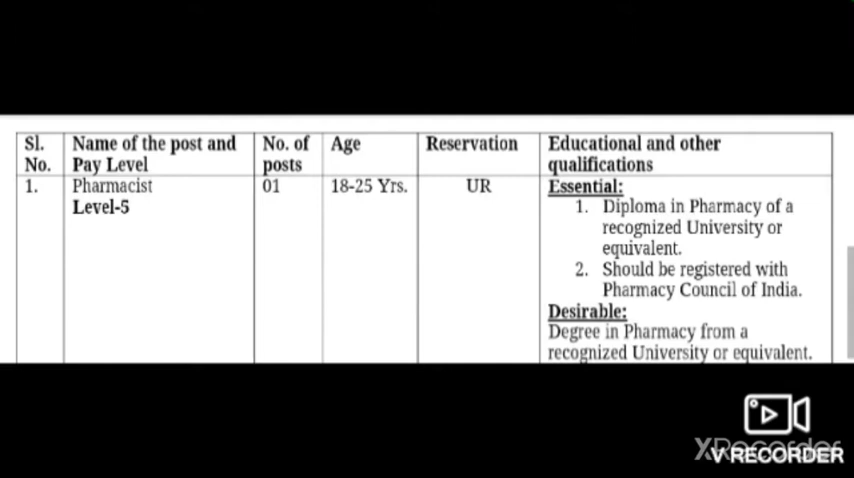 Sl. No. | Name of the post and Pay Level | No. of posts | Age | Reservation | Educational and other qualifications
1. | Pharmacist Level-5 | 01 | 18-25 Yrs. | UR | Essential:
1. Diploma in Pharmacy of a
recognized University or
equivalent.
2. Should be registered with
Pharmacy Council of India.
Desirable:
Degree in Pharmacy from a
recognized University or equivalent.
XRecorder
V RECORDER